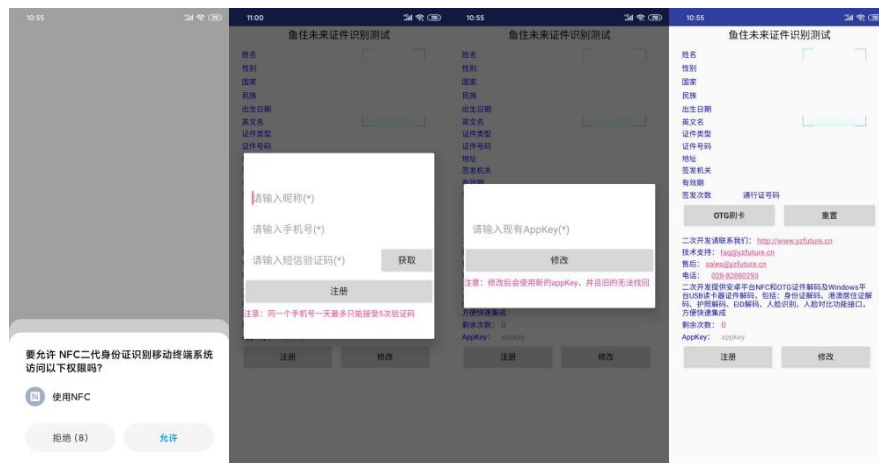 10:55
要允许 NFC二代身份证识别移动终端系统
访问以下权限吗?
使用NFC
拒绝 (8)
允许
11:00
鱼住未来证件识别测试
姓名
性别
国家
民族
出生日期
英文名
证件类型
证件号码
请输入昵称(*)
请输入手机号(*)
请输入短信验证码(*)
获取
注册
注意：同一个手机号一天最多只能接受5次验证码
方便快速集成
剩余次数： 0
AppKey： appkey
注册
修改
10:55
鱼住未来证件识别测试
姓名
性别
国家
民族
出生日期
英文名
证件类型
证件号码
地址
签发机关
有效期
请输入现有AppKey(*)
修改
注意：修改后会使用新的appKey，并且旧的无法找回
方便快速集成
剩余次数： 0
AppKey： appkey
注册
修改
10:55
鱼住未来证件识别测试
姓名
性别
国家
民族
出生日期
英文名
证件类型
证件号码
地址
签发机关
有效期
签发次数
通行证号码
OTG刷卡
重置
二次开发请联系我们： http://www.yzfuture.cn
技术支持： faq@yzfuture.cn
售后： sales@yzfuture.cn
电话： 028-82880293
二次开发提供安卓平台NFC和OTG证件解码及Windows平
台USB读卡器证件解码，包括：身份证解码、港澳居住证解
码、护照解码、EID解码、人脸识别、人脸对比功能接口，
方便快速集成
剩余次数： 0
AppKey： appkey
注册
修改